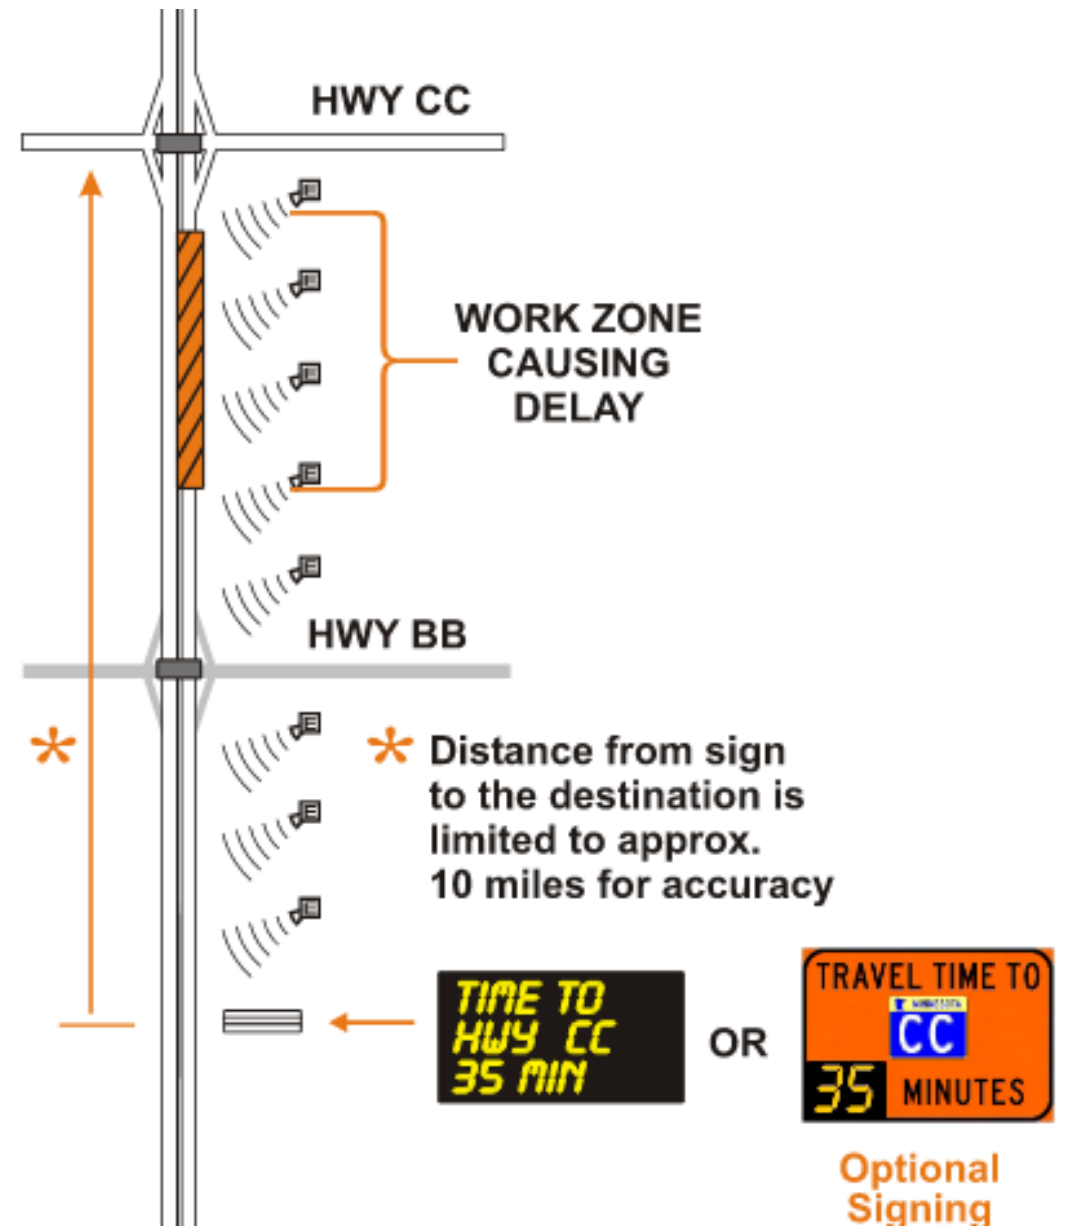 HWY CC
WORK ZONE
CAUSING
DELAY
HWY BB
* Distance from sign
to the destination is
limited to approx.
10 miles for accuracy
*
TIME TO
HWY CC
35 MIN
OR
TRAVEL TIME TO
MINNESOTA
CC
35 MINUTES
Optional
Signing